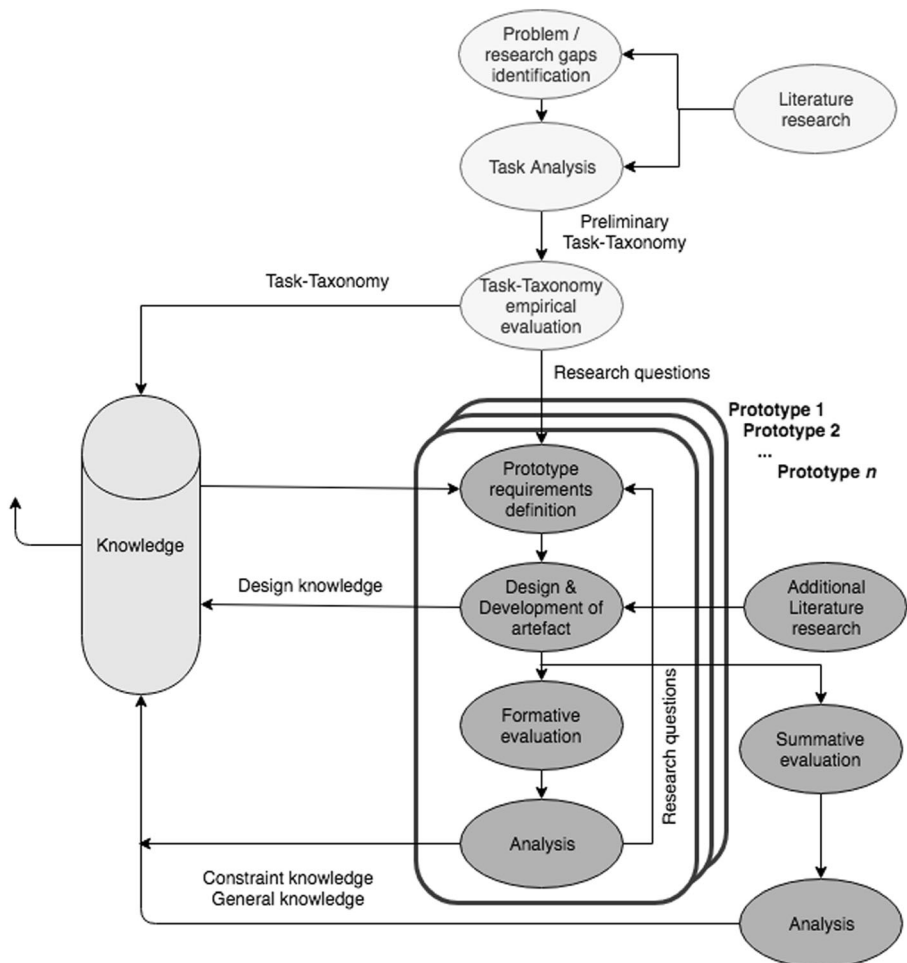 Problem /
research gaps
identification
Literature
research
Task Analysis
Preliminary
Task-Taxonomy
Task-Taxonomy
Task-Taxonomy
empirical
evaluation
Research questions
Prototype 1
Prototype 2
...
Prototype n
Prototype
requirements
definition
Knowledge
Design knowledge
Design &
Development of
artefact
Additional
Literature
research
Research questions
Formative
evaluation
Summative
evaluation
Analysis
Constraint knowledge
General knowledge
Analysis